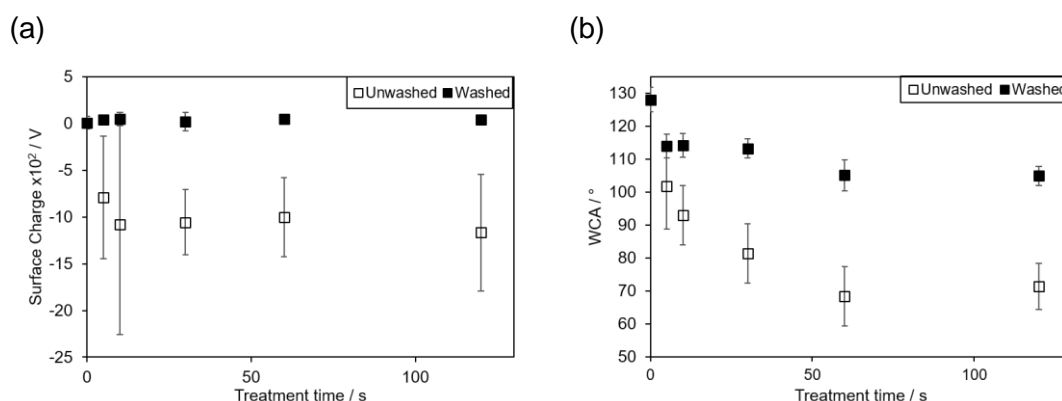 (a)
(b)
Surface Charge x10² / V
5
0
-5
-10
-15
-20
-25
Unwashed
Washed
0
50
100
Treatment time / s
WCA / °
130
120
110
100
90
80
70
60
50
Unwashed
Washed
0
50
100
Treatment time / s